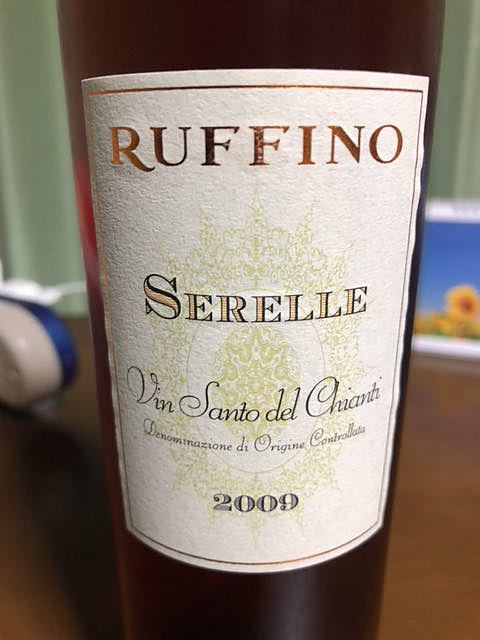 RUFFINO
SERELLE
Vin Santo del Chianti
Denominazione di Origine Controllata
2009